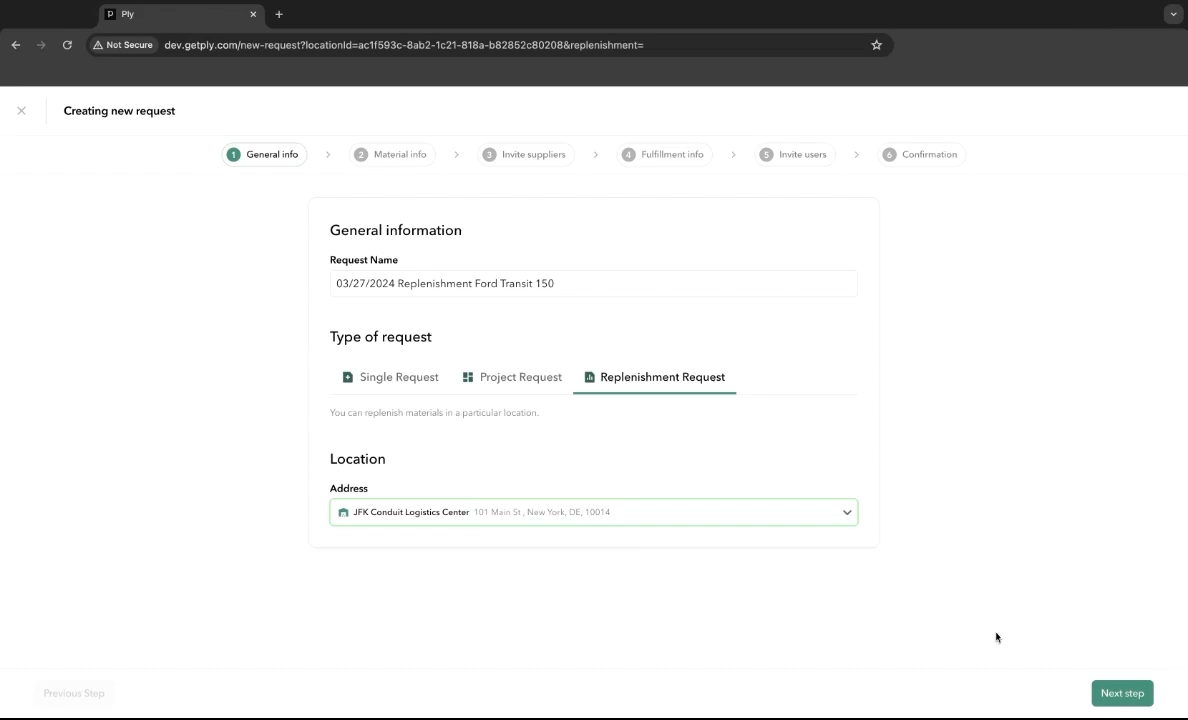 Ply
Not Secure dev.getply.com/new-request?locationId=ac1f593c-8ab2-1c21-818a-b82852c80208&replenishment=
Creating new request
1 General info 2 Material info 3 Invite suppliers 4 Fulfillment info 5 Invite users 6 Confirmation
General information
Request Name
03/27/2024 Replenishment Ford Transit 150
Type of request
Single Request Project Request Replenishment Request
You can replenish materials in a particular location.
Location
Address
JFK Conduit Logistics Center 101 Main St , New York, DE, 10014
Previous Step Next step